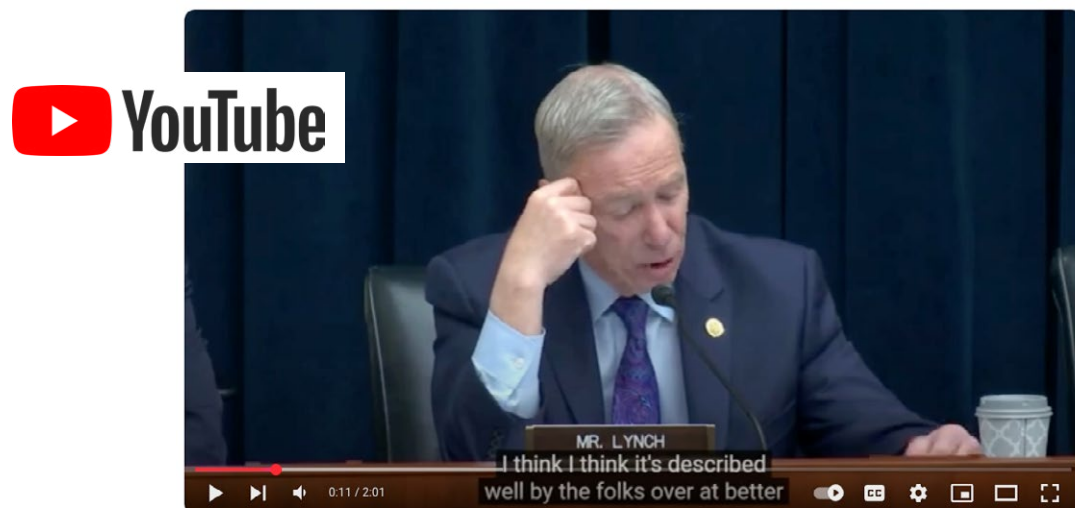 YouTube
MR. LYNCH
I think I think it's described
well by the folks over at better
0:11 / 2:01
CC